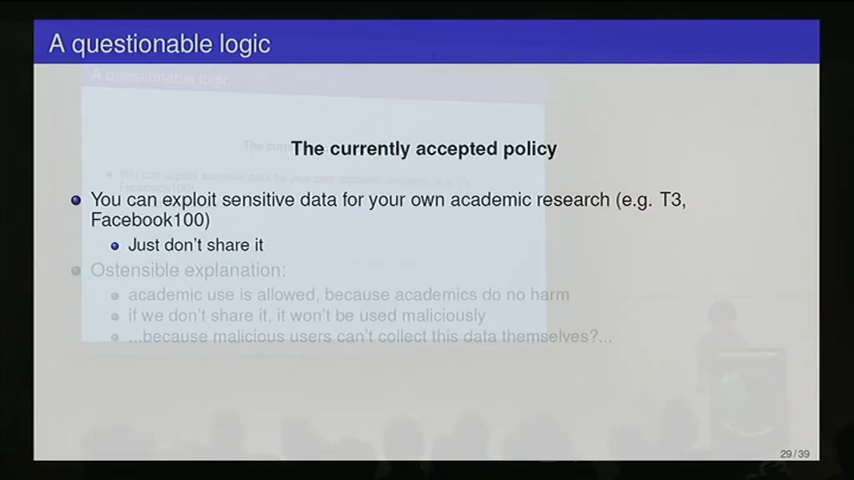 A questionable logic
The currently accepted policy
You can exploit sensitive data for your own academic research (e.g. T3,
Facebook100)
Just don't share it
Ostensible explanation:
academic use is allowed, because academics do no harm
if we don't share it, it won't be used maliciously
...because malicious users can't collect this data themselves?...
29/39